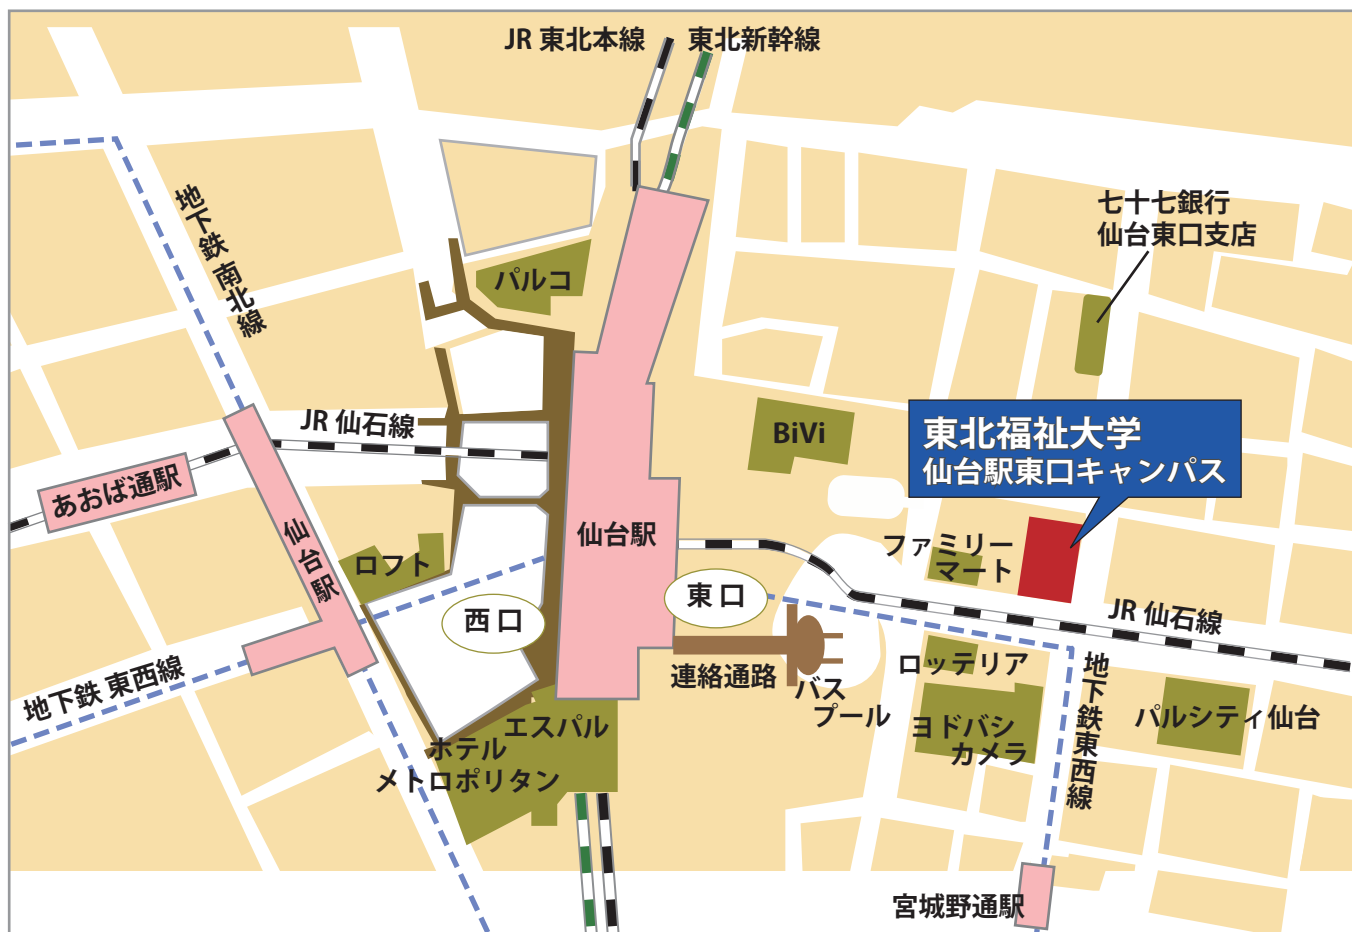 JR 東北本線
東北新幹線
地下鉄 南北線
七十七銀行
仙台東口支店
パルコ
JR 仙石線
BiVi
東北福祉大学
仙台駅東口キャンパス
あおば通駅
仙台駅
ロフト
仙台駅
ファミリー
マート
東 口
西 口
JR 仙石線
地下鉄 東西線
連絡通路
バス
プール
ロッテリア
地下鉄東西線
ヨドバシ
カメラ
パルシティ仙台
エスパル
ホテル
メトロポリタン
宮城野通駅